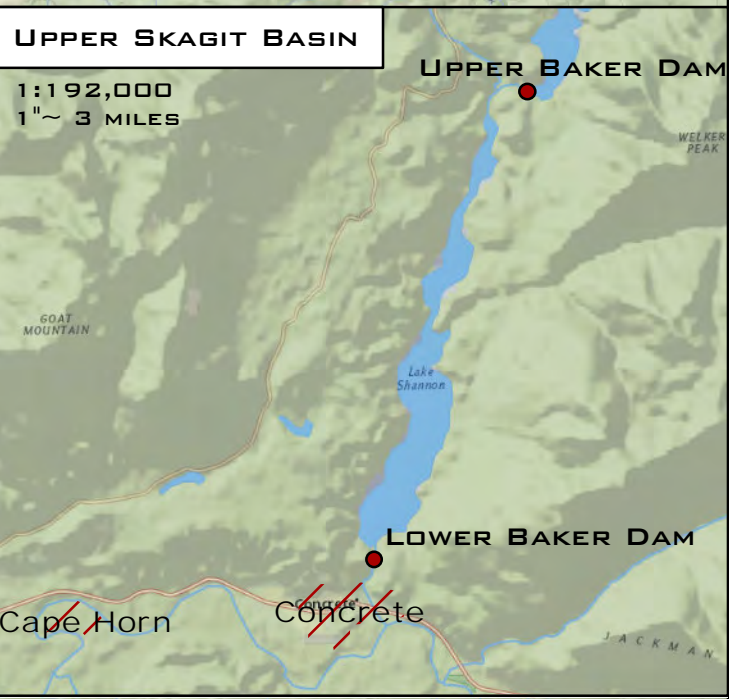 UPPER SKAGIT BASIN
1:192,000
1"~ 3 MILES
UPPER BAKER DAM
WELKER
PEAK
GOAT
MOUNTAIN
Lake
Shannon
LOWER BAKER DAM
Concrete
Concrete
Cape Horn
JACKMAN